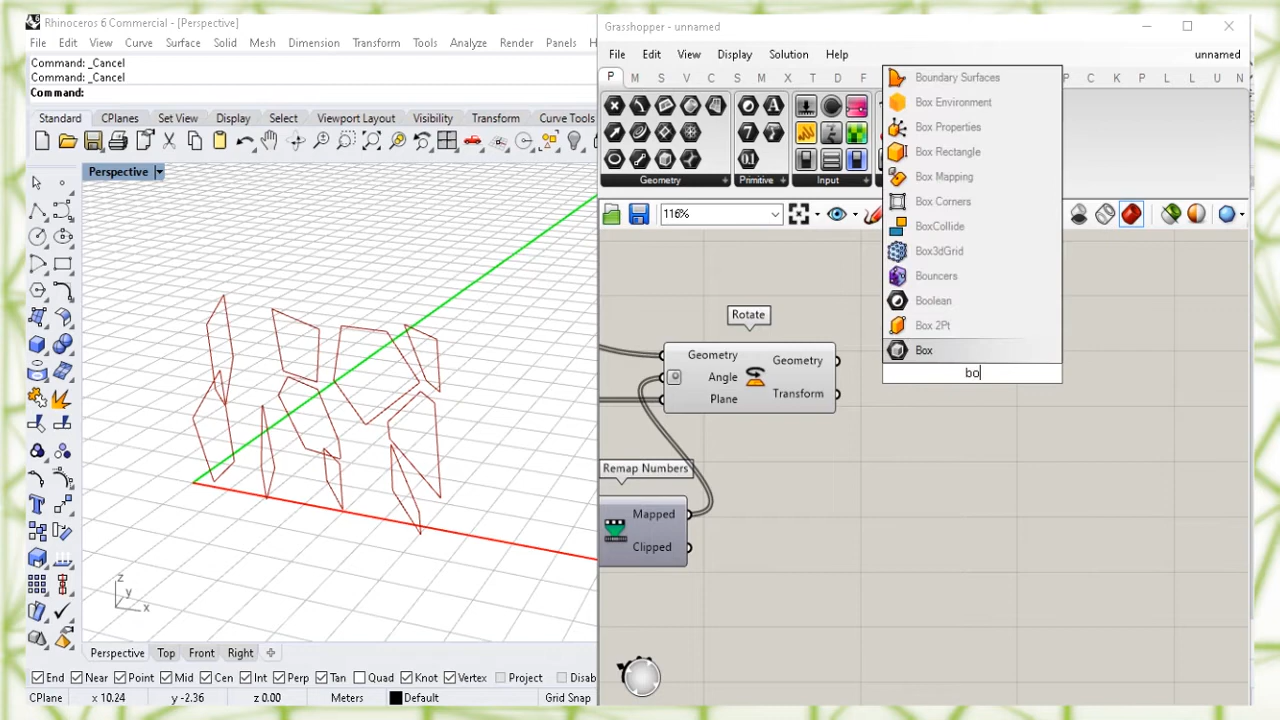 Rhinoceros 6 Commercial - [Perspective]
File Edit View Curve Surface Solid Mesh Dimension Transform Tools Analyze Render Panels H
Command: _Cancel
Command: _Cancel
Command:
Standard CPlanes Set View Display Select Viewport Layout Visibility Transform Curve Tools
Perspective
z
y
x
Perspective Top Front Right
End Near Point Mid Cen Int Perp Tan Quad Knot Vertex Project Disab
CPlane x 10.24 y -2.36 z 0.00 Meters Default Grid Snap
Grasshopper - unnamed
File Edit View Display Solution Help unnamed
P M S V C S M X T D F P L L U N
Geometry Primitive Input
116%
Boundary Surfaces
Box Environment
Box Properties
Box Rectangle
Box Mapping
Box Corners
BoxCollide
Box3dGrid
Bouncers
Boolean
Box 2Pt
Box
bo
Rotate
Geometry Geometry
Angle
Plane Transform
Remap Numbers
Mapped
Clipped